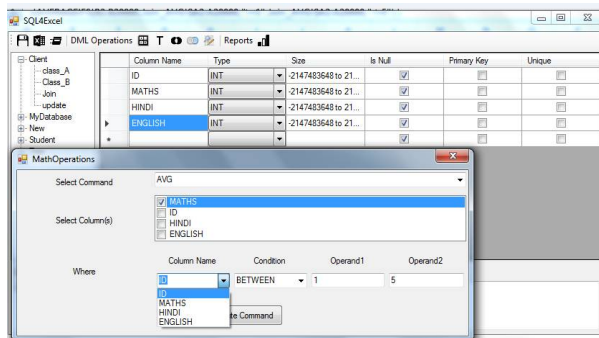 SQL4Excel
DML Operations T Reports
Client
class_A
Class_B
Join
update
MyDatabase
New
Student
Column Name Type Size Is Null Primary Key Unique
ID INT -2147483648 to 21...
MATHS INT -2147483648 to 21...
HINDI INT -2147483648 to 21...
ENGLISH INT -2147483648 to 21...
MathOperations
Select Command AVG
Select Column(s)
MATHS
ID
HINDI
ENGLISH
Column Name Condition Operand1 Operand2
Where ID BETWEEN 1 5
ID
MATHS
HINDI
ENGLISH
te Command